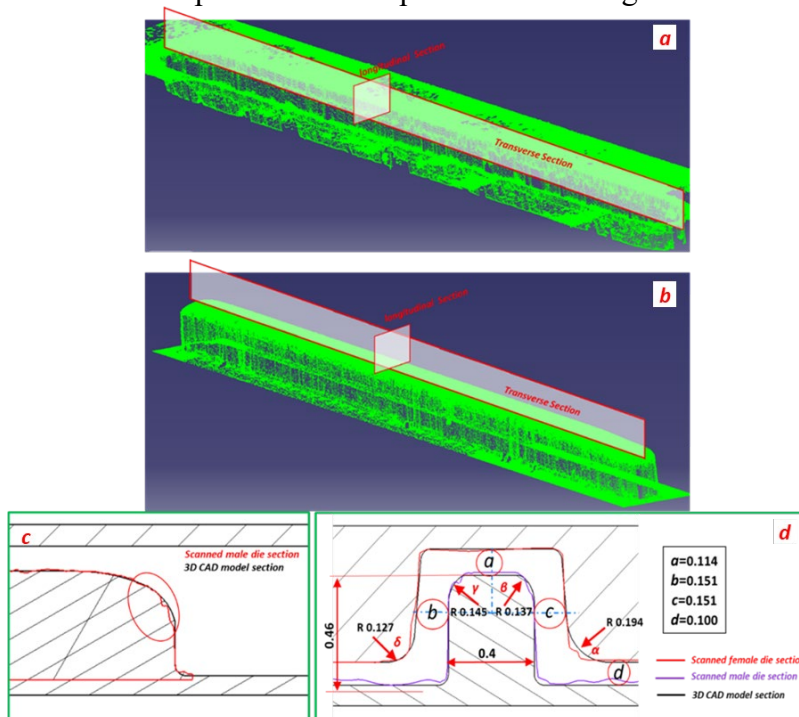 a
longitudinal Section
Transverse Section
b
longitudinal Section
Transverse Section
c
Scanned male die section
3D CAD model section
d
a
a=0.114
b=0.151
c=0.151
d=0.100
γ
β
b
c
R 0.145
R 0.137
R 0.194
R 0.127
0.46
δ
α
0.4
d
Scanned female die section
Scanned male die section
3D CAD model section